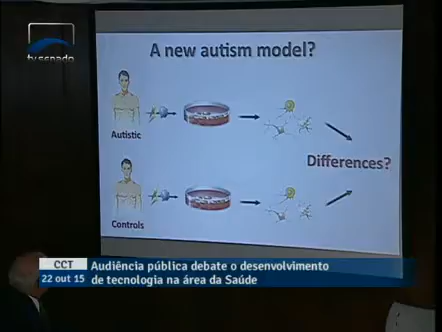 tv senado
A new autism model?
Autistic
Differences?
Controls
CCT
22 out 15
Audiência pública debate o desenvolvimento
de tecnologia na área da Saúde